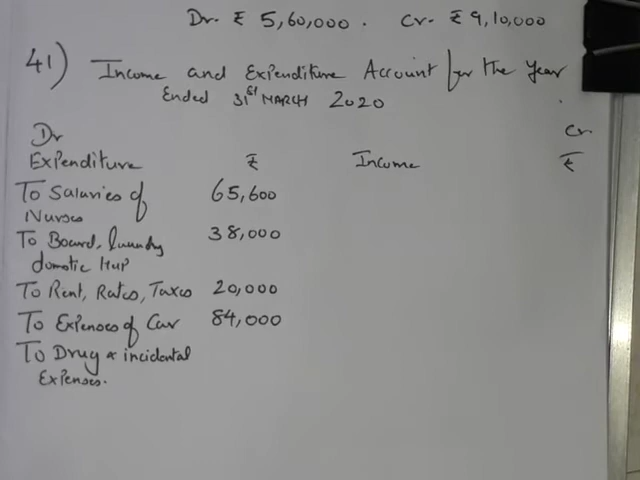 Dr. ₹ 5,60,000. Cr. ₹ 9,10,000
41) Income and Expenditure Account for the Year
Ended 31st MARCH 2020
Dr Cr.
Expenditure ₹ Income ₹
To Salaries of 65,600
Nurses
To Board, laundry 38,000
domstic Help
To Rent, Rates, Taxes 20,000
To Expenses of Car 84,000
To Drug & incidental
Expenses.